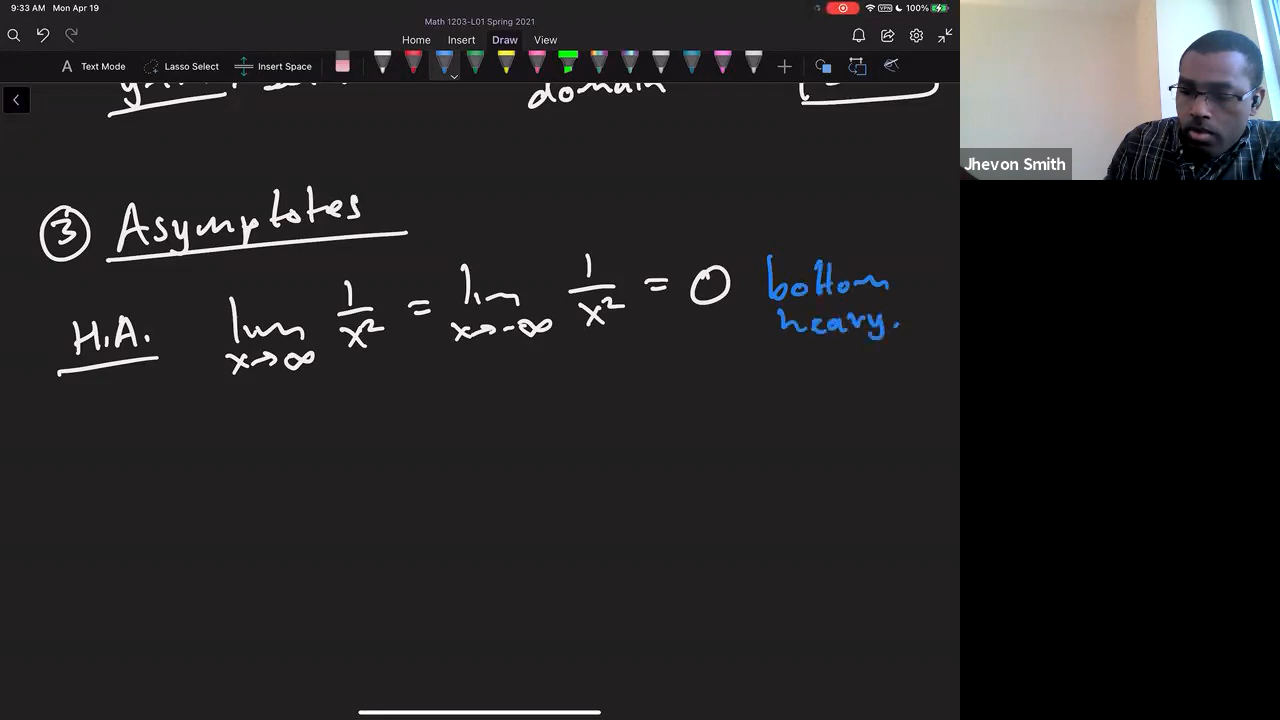 9:33 AM Mon Apr 19
VPN 100%
Math 1203-L01 Spring 2021
Home Insert Draw View
Text Mode Lasso Select Insert Space
domain
Jhevon Smith
③ Asymptotes
H.A. lim x→∞ 1/x² = lim x→-∞ 1/x² = 0 bottom
heavy.